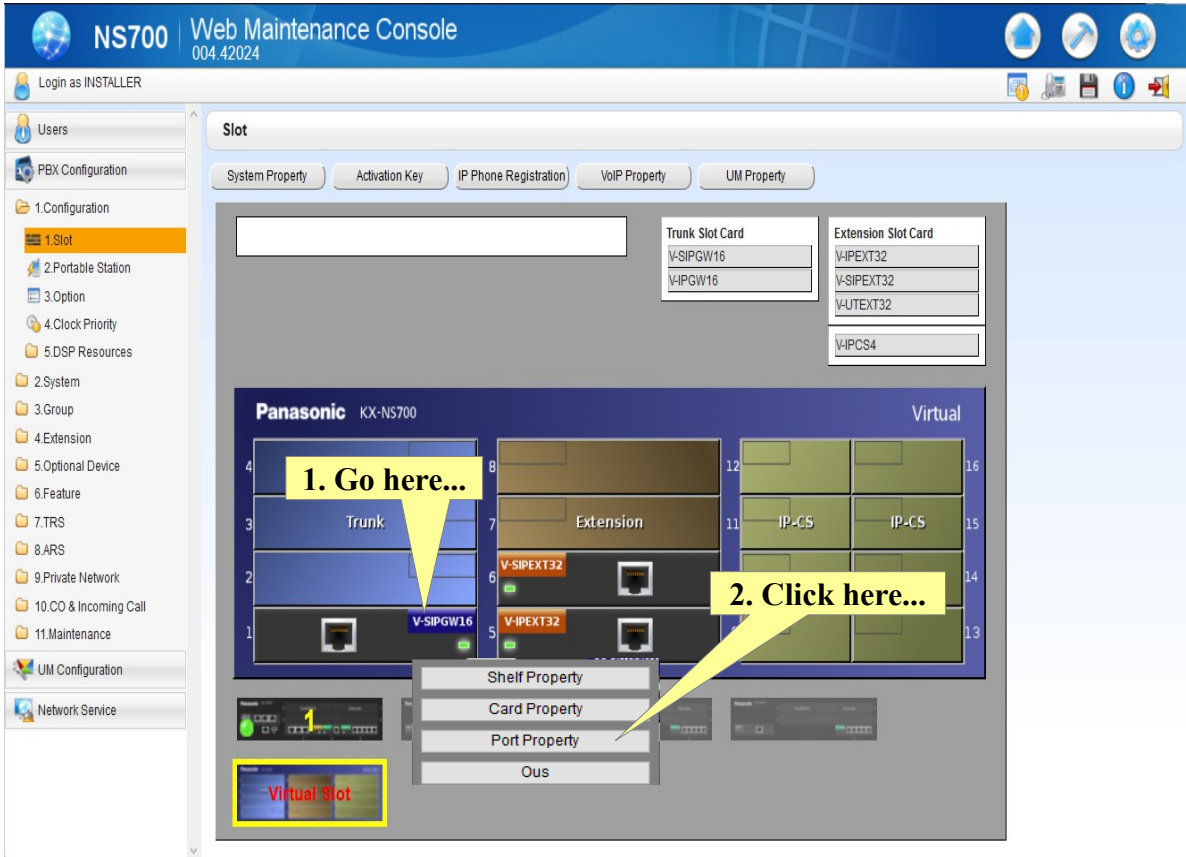 NS700
Web Maintenance Console
004.42024
Login as INSTALLER
Users
PBX Configuration
1.Configuration
1.Slot
2.Portable Station
3.Option
4.Clock Priority
5.DSP Resources
2.System
3.Group
4.Extension
5.Optional Device
6.Feature
7.TRS
8.ARS
9.Private Network
10.CO & Incoming Call
11.Maintenance
UM Configuration
Network Service
Slot
System Property
Activation Key
IP Phone Registration
VoIP Property
UM Property
Trunk Slot Card
V-SIPGW16
V-IPGW16
Extension Slot Card
V-IPEXT32
V-SIPEXT32
V-UTEXT32
V-IPCS4
Panasonic KX-NS700
Virtual
4
8
12
16
1. Go here...
3
Trunk
7
Extension
11
IP-CS
IP-CS
15
2
6
V-SIPEXT32
14
2. Click here...
1
V-SIPGW16
5
V-IPEXT32
13
Shelf Property
Card Property
Port Property
Ous
1
Virtual Slot